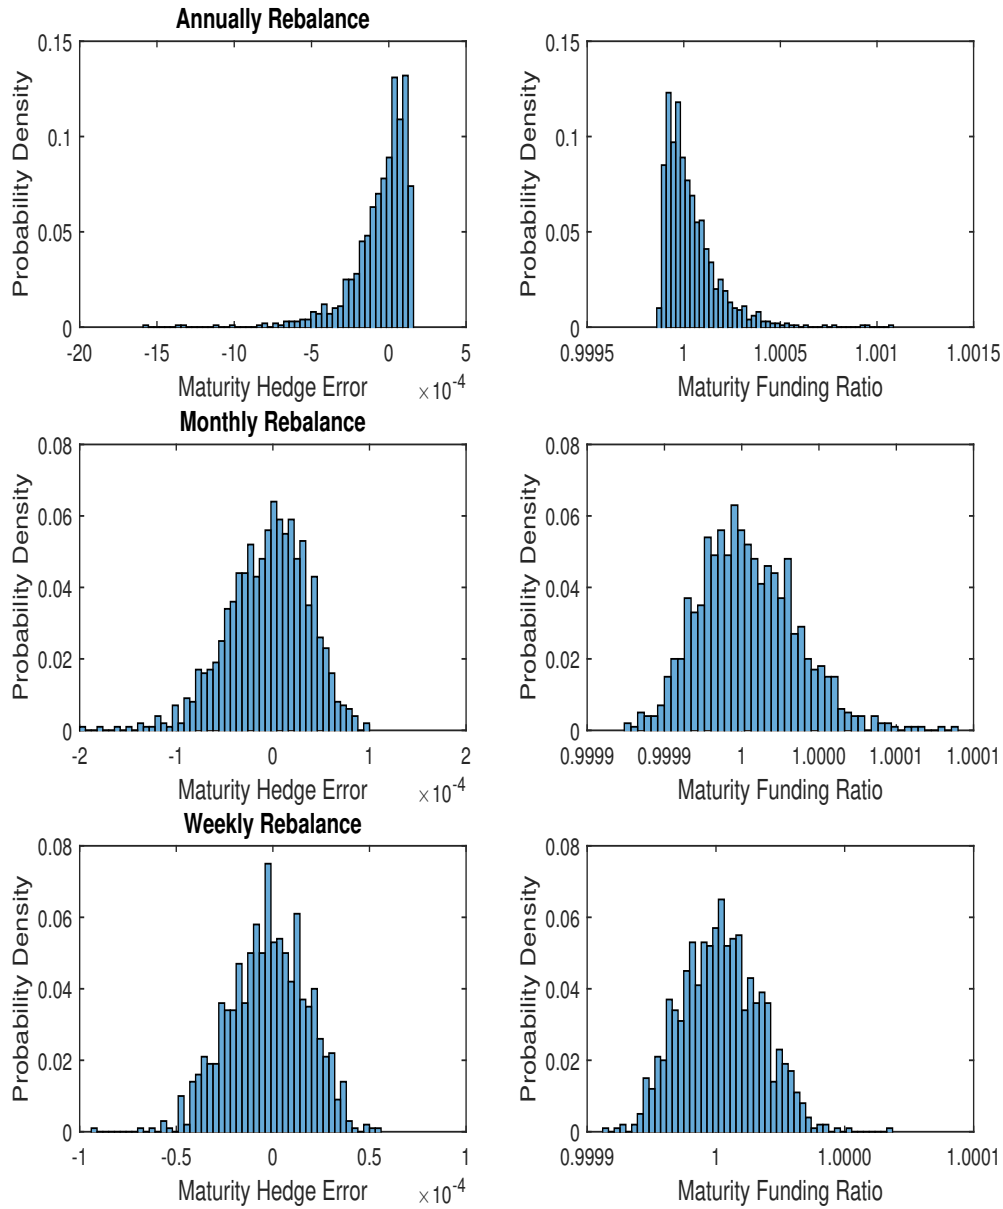 Annually Rebalance
0.15
0.1
0.05
0
Probability Density
-20 -15 -10 -5 0 5
Maturity Hedge Error ×10^-4
0.15
0.1
0.05
0
Probability Density
0.9995 1 1.0005 1.001 1.0015
Maturity Funding Ratio
Monthly Rebalance
0.08
0.06
0.04
0.02
0
Probability Density
-2 -1 0 1 2
Maturity Hedge Error ×10^-4
0.08
0.06
0.04
0.02
0
Probability Density
0.9999 0.9999 1 1.0000 1.0001 1.0001
Maturity Funding Ratio
Weekly Rebalance
0.08
0.06
0.04
0.02
0
Probability Density
-1 -0.5 0 0.5 1
Maturity Hedge Error ×10^-4
0.08
0.06
0.04
0.02
0
Probability Density
0.9999 1 1.0000 1.0001
Maturity Funding Ratio